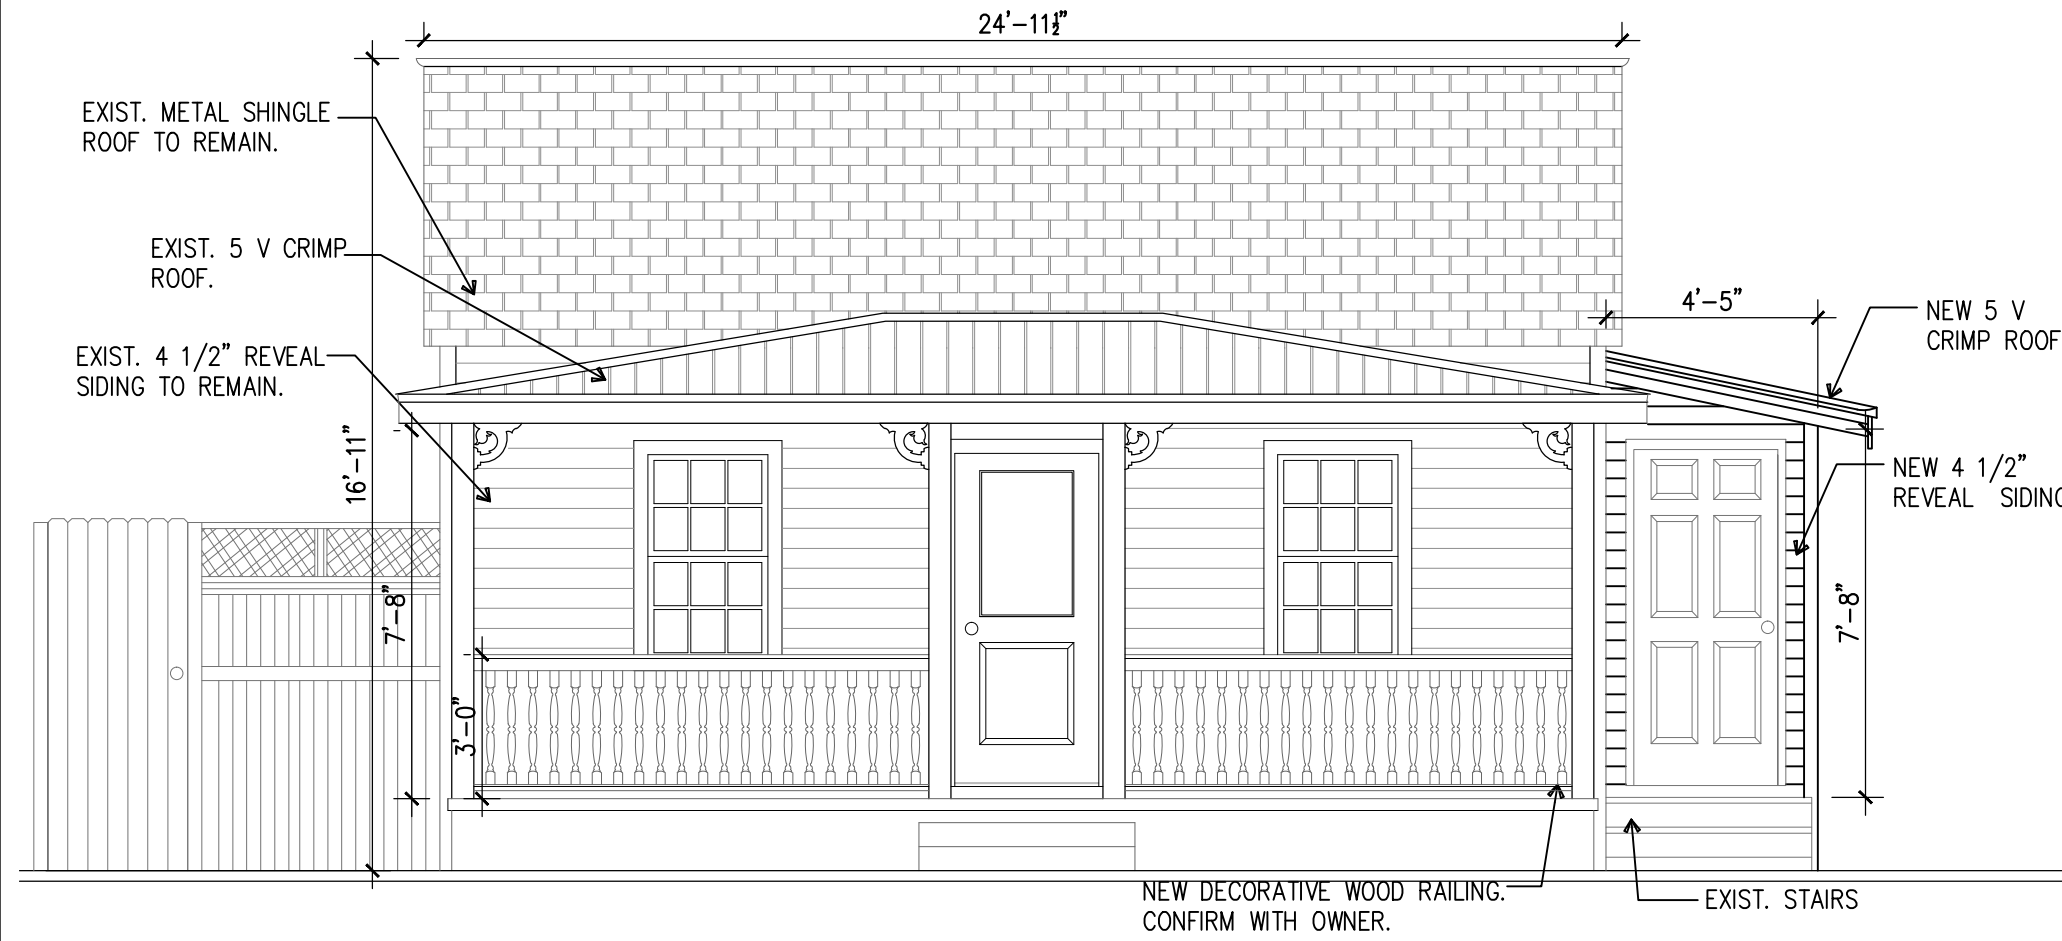 24'-11½"
EXIST. METAL SHINGLE
ROOF TO REMAIN.
EXIST. 5 V CRIMP
ROOF.
4'-5"
NEW 5 V
CRIMP ROOF
EXIST. 4 1/2" REVEAL
SIDING TO REMAIN.
16'-11"
NEW 4 1/2"
REVEAL SIDING
7'-8"
7'-8"
3'-0"
NEW DECORATIVE WOOD RAILING.
CONFIRM WITH OWNER.
EXIST. STAIRS